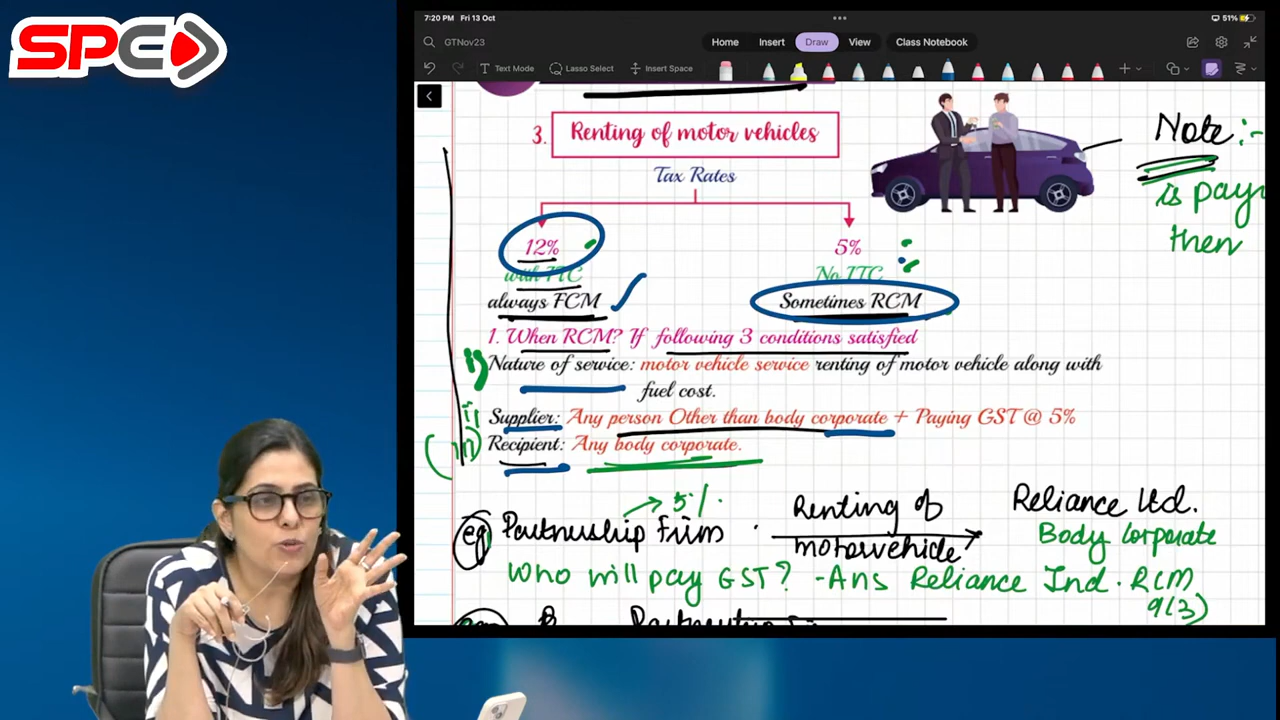 SPC
7:20 PM Fri 13 Oct
51%
GTNov23
Home Insert Draw View Class Notebook
Text Mode Lasso Select Insert Space
3. Renting of motor vehicles
Tax Rates
12% 5%
with ITC No ITC
always FCM Sometimes RCM
1. When RCM? If following 3 conditions satisfied
i) Nature of service: motor vehicle service renting of motor vehicle along with
fuel cost.
ii Supplier: Any person Other than body corporate + Paying GST @ 5%
Recipient: Any body corporate.
Note :-
is
then
5%.
eg Partnership Firm Renting of motorvehicle Reliance Ltd.
Body Corporate
Who will pay GST? -Ans Reliance Ind. RCM
9(3)